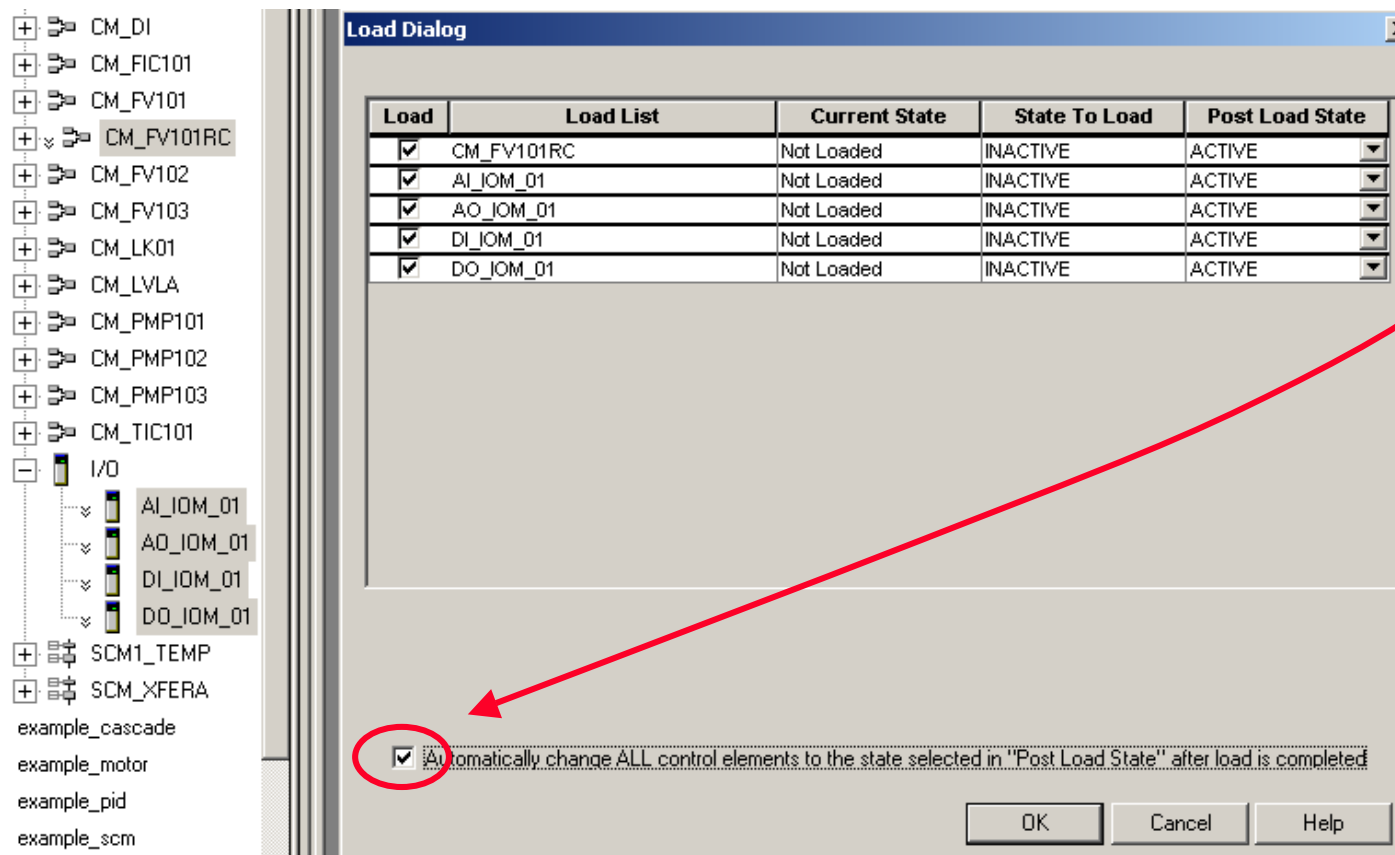 CM_DI
CM_FIC101
CM_FV101
CM_FV101RC
CM_FV102
CM_FV103
CM_LK01
CM_LVLA
CM_PMP101
CM_PMP102
CM_PMP103
CM_TIC101
I/O
AI_IOM_01
AO_IOM_01
DI_IOM_01
DO_IOM_01
SCM1_TEMP
SCM_XFERA
example_cascade
example_motor
example_pid
example_scm
Load Dialog
Load Load List Current State State To Load Post Load State
CM_FV101RC Not Loaded INACTIVE ACTIVE
AI_IOM_01 Not Loaded INACTIVE ACTIVE
AO_IOM_01 Not Loaded INACTIVE ACTIVE
DI_IOM_01 Not Loaded INACTIVE ACTIVE
DO_IOM_01 Not Loaded INACTIVE ACTIVE
Automatically change ALL control elements to the state selected in "Post Load State" after load is completed
OK Cancel Help